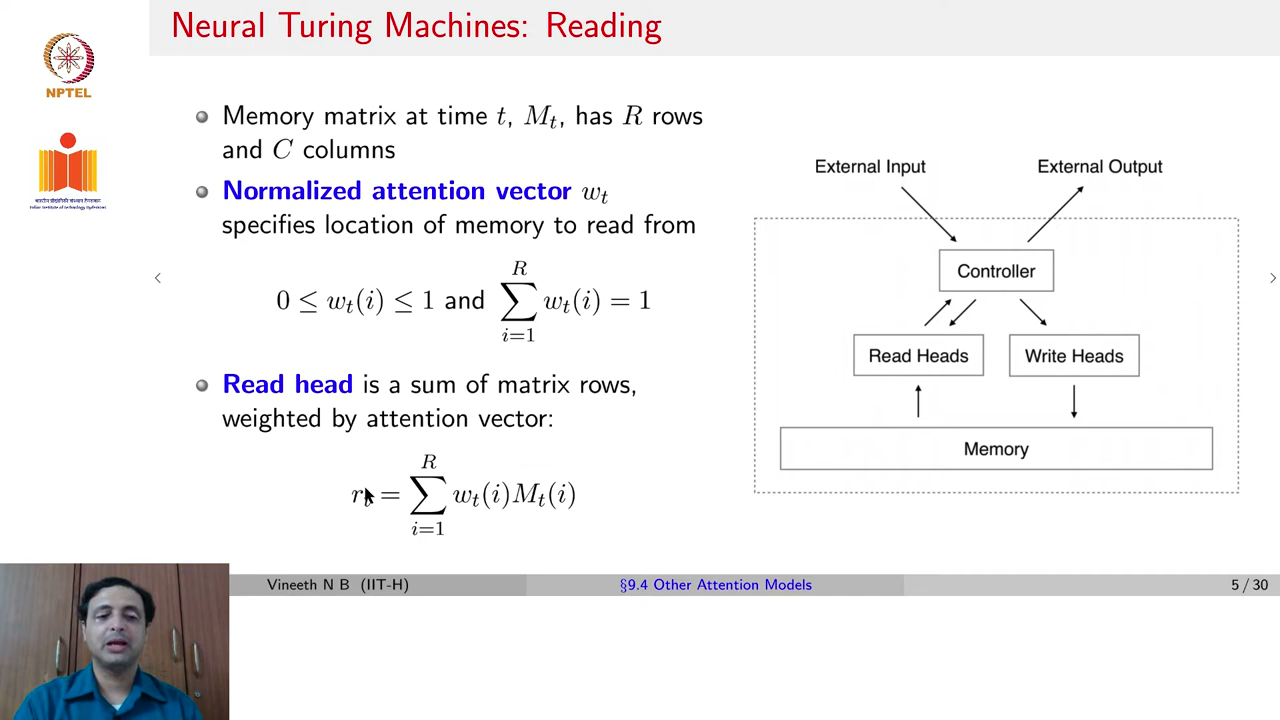 Neural Turing Machines: Reading
NPTEL
Memory matrix at time t, M_t, has R rows
and C columns
Normalized attention vector w_t
specifies location of memory to read from
0 ≤ w_t(i) ≤ 1 and ∑_{i=1}^{R} w_t(i) = 1
Read head is a sum of matrix rows,
weighted by attention vector:
r_t = ∑_{i=1}^{R} w_t(i)M_t(i)
External Input
External Output
Controller
Read Heads
Write Heads
Memory
Vineeth N B (IIT-H)
§9.4 Other Attention Models
5 / 30